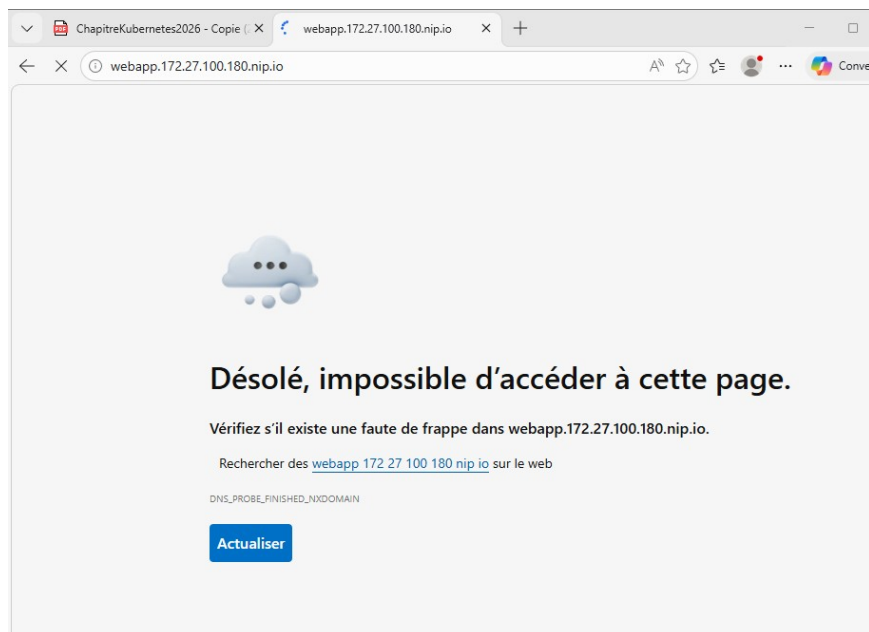 ChapitreKubernetes2026 - Copie (
webapp.172.27.100.180.nip.io
webapp.172.27.100.180.nip.io
Conve
Désolé, impossible d'accéder à cette page.
Vérifiez s'il existe une faute de frappe dans webapp.172.27.100.180.nip.io.
Rechercher des webapp 172 27 100 180 nip io sur le web
DNS_PROBE_FINISHED_NXDOMAIN
Actualiser